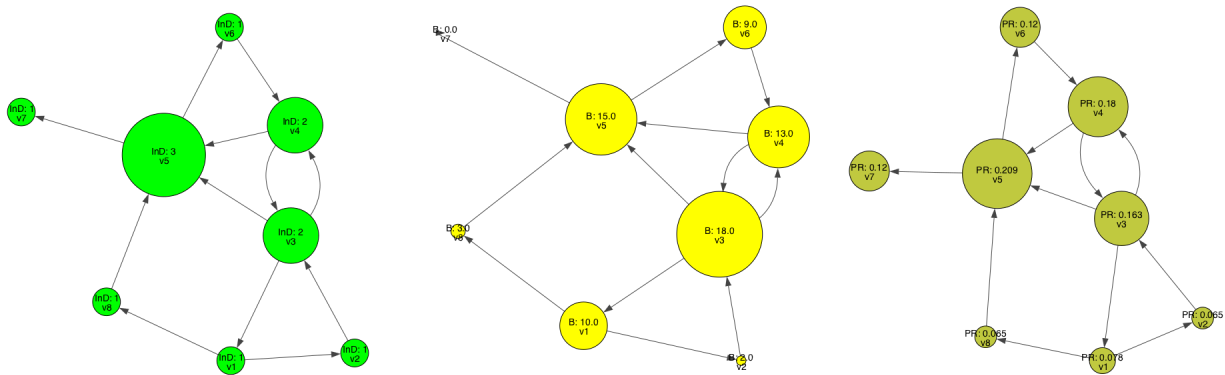 InD: 1
v6
InD: 1
v7
InD: 2
v4
InD: 3
v5
InD: 2
v3
InD: 1
v8
InD: 1
v1
InD: 1
v2
B: 0.0
v7
B: 9.0
v6
B: 15.0
v5
B: 13.0
v4
B: 3.0
v8
B: 18.0
v3
B: 10.0
v1
B: 2.0
v2
PR: 0.12
v6
PR: 0.18
v4
PR: 0.12
v7
PR: 0.209
v5
PR: 0.163
v3
PR: 0.065
v8
PR: 0.078
v1
PR: 0.065
v2